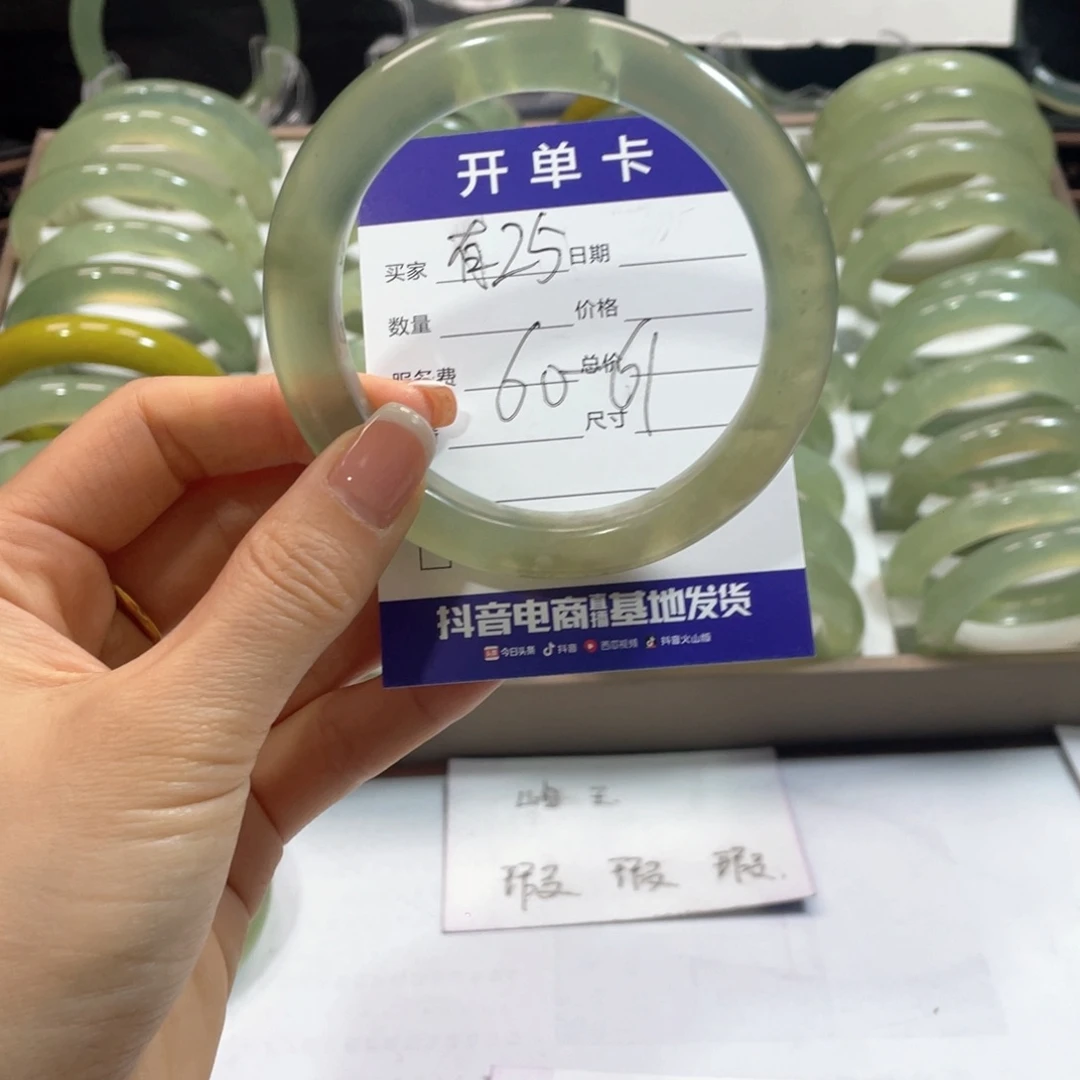 开单卡
买家 有25 日期
数量 价格
服务费 60 总价 61
尺寸
抖音电商直播基地发货
今日头条 抖音 西瓜视频 抖音火山版
岫玉
瑕 瑕 瑕.